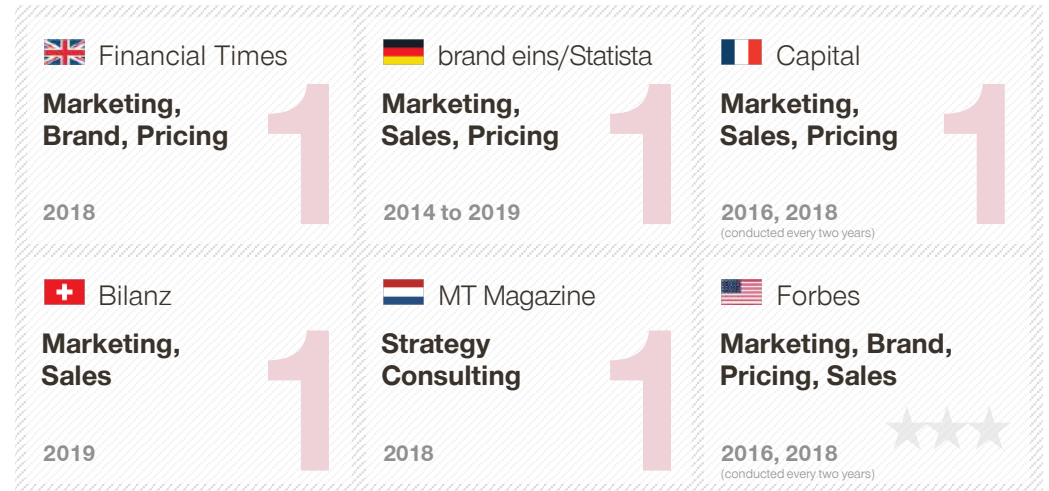 Financial Times
Marketing,
Brand, Pricing
1
2018
brand eins/Statista
Marketing,
Sales, Pricing
1
2014 to 2019
Capital
Marketing,
Sales, Pricing
1
2016, 2018
(conducted every two years)
Bilanz
Marketing,
Sales
1
2019
MT Magazine
Strategy
Consulting
1
2018
Forbes
Marketing, Brand,
Pricing, Sales
2016, 2018
(conducted every two years)